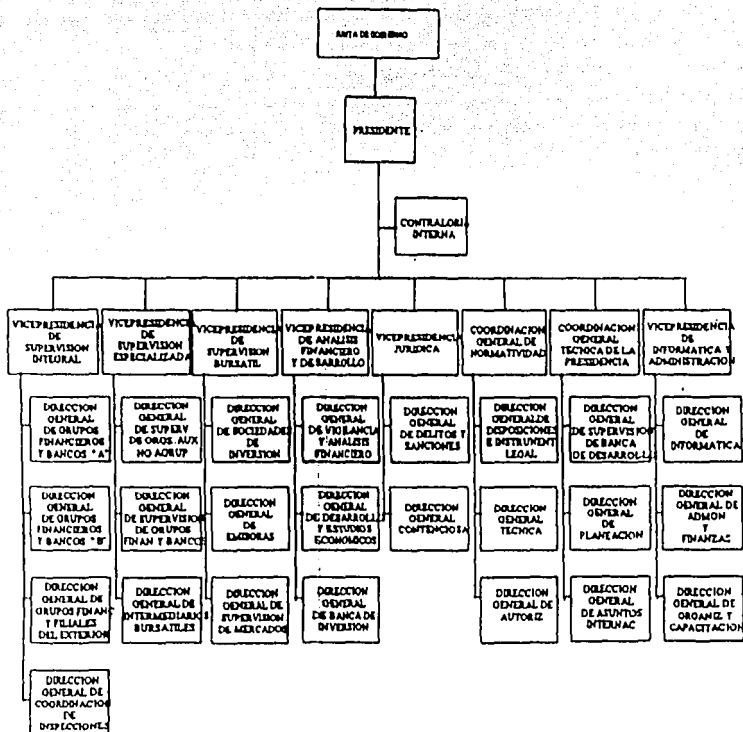 JUNTA DE GOBIERNO
PRESIDENTE
CONTRALORI
INTERNA
VICEPRESIDENCIA
DE
SUPERVISION
INTEGRAL
VICEPRESIDENCIA
DE
SUPERVISION
ESPECIALIZADA
VICEPRESIDENCIA
DE
SUPERVISION
BURSATIL
VICEPRESIDENCIA
DE ANALISIS
FINANCIERO
Y DESARROLLO
VICEPRESIDENCIA
JURIDICA
COORDINACION
GENERAL DE
NORMATIVIDAD
COORDINACION
GENERAL
TECNICA DE LA
PRESIDENCIA
VICEPRESIDENCIA
DE
INFORMATICA Y
ADMINISTRACION
DIRECCION
GENERAL DE
GRUPOS
FINANCIEROS
Y BANCOS "A"
DIRECCION
GENERAL
DE SUPERV
DE OROS. AUX
NO AGRUP
DIRECCION
GENERAL
DE SOCIEDADES
DE
INVERSION
DIRECCION
GENERAL
DE VIGILANCIA
Y ANALISIS
FINANCIERO
DIRECCION
GENERAL
DE DELITOS Y
SANCIONES
DIRECCION
GENERAL DE
DISPOSICIONES
E INSTRUMENT
LEGAL
DIRECCION
GENERAL
DE SUPERVISION
DE BANCA
DE DESARROLL
DIRECCION
GENERAL
DE
INFORMATICA
DIRECCION
GENERAL
DE GRUPOS
FINANCIEROS
Y BANCOS "B"
DIRECCION
GENERAL
DE SUPERVISION
DE GRUPOS
FINAN Y BANCOS
DIRECCION
GENERAL
DE
EMISORAS
DIRECCION
GENERAL
DE DESARROLL
Y ESTUDIOS
ECONOMICOS
DIRECCION
GENERAL
CONTENCIOSA
DIRECCION
GENERAL
TECNICA
DIRECCION
GENERAL
DE
PLANEACION
DIRECCION
GENERAL DE
ADMON
Y
FINANZAS
DIRECCION
GENERAL DE
GRUPOS FINANC
Y FILIALES
DEL EXTERIOR
DIRECCION
GENERAL DE
INTERMEDIARIOS
BURSATILES
DIRECCION
GENERAL DE
SUPERVISION
DE MERCADOS
DIRECCION
GENERAL
DE BANCA DE
INVERSION
DIRECCION
GENERAL DE
AUTORIZ
DIRECCION
GENERAL
DE ASUNTOS
INTERNAC
DIRECCION
GENERAL DE
ORGANIZ Y
CAPACITACION
DIRECCION
GENERAL DE
COORDINACION
DE
INSPECCIONES